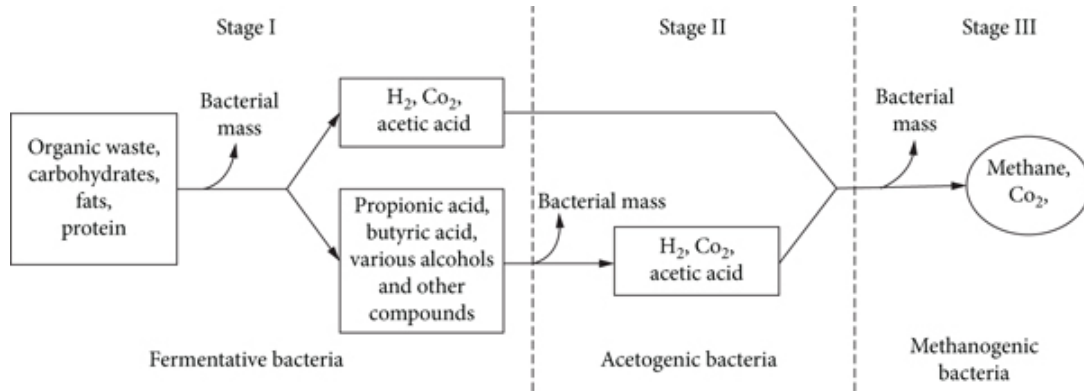 Stage I
Stage II
Stage III
Organic waste,
carbohydrates,
fats,
protein
Bacterial
mass
H₂, Co₂,
acetic acid
Propionic acid,
butyric acid,
various alcohols
and other
compounds
Bacterial mass
H₂, Co₂,
acetic acid
Bacterial
mass
Methane,
Co₂,
Fermentative bacteria
Acetogenic bacteria
Methanogenic
bacteria